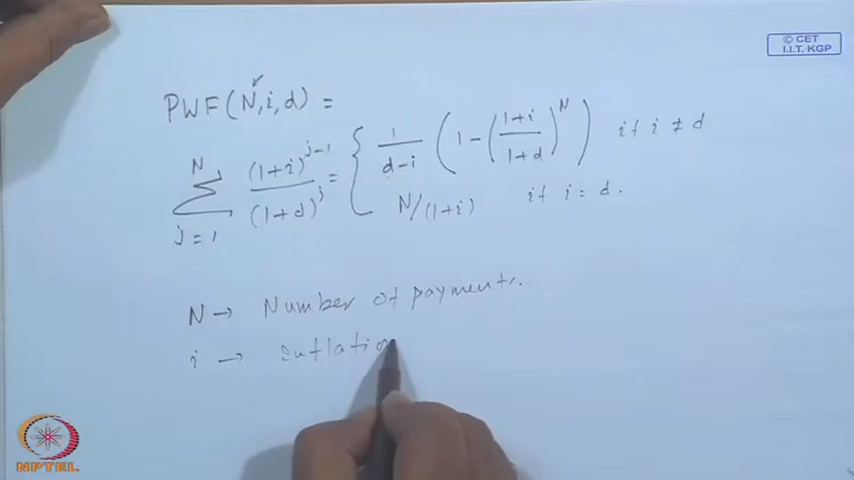 © CET
I.I.T. KGP
PWF(N,i,d) =
N
∑ (1+i)^(j-1) / (1+d)^j = { 1/(d-i) (1-((1+i)/(1+d))^N) if i ≠ d
j=1
N/(1+i) if i = d.
N → Number of payments.
i → Inflation
NPTEL